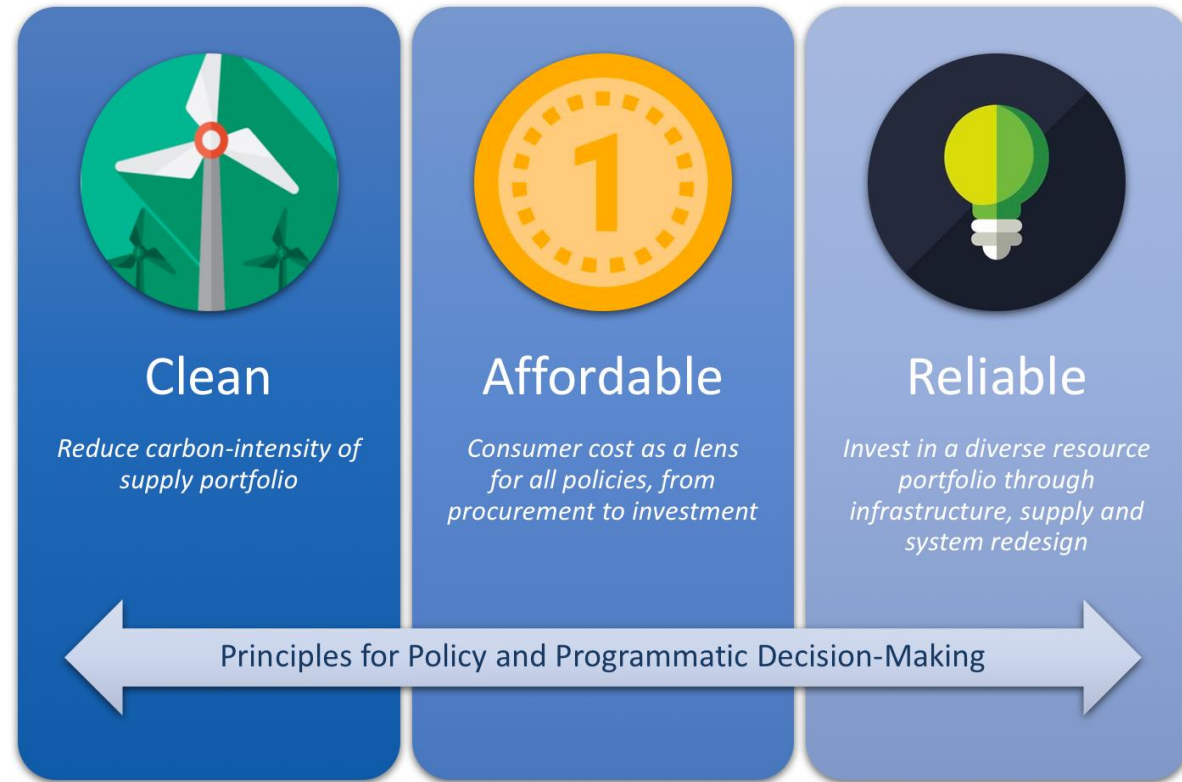 1
Clean
Reduce carbon-intensity of
supply portfolio
Affordable
Consumer cost as a lens
for all policies, from
procurement to investment
Reliable
Invest in a diverse resource
portfolio through
infrastructure, supply and
system redesign
Principles for Policy and Programmatic Decision-Making